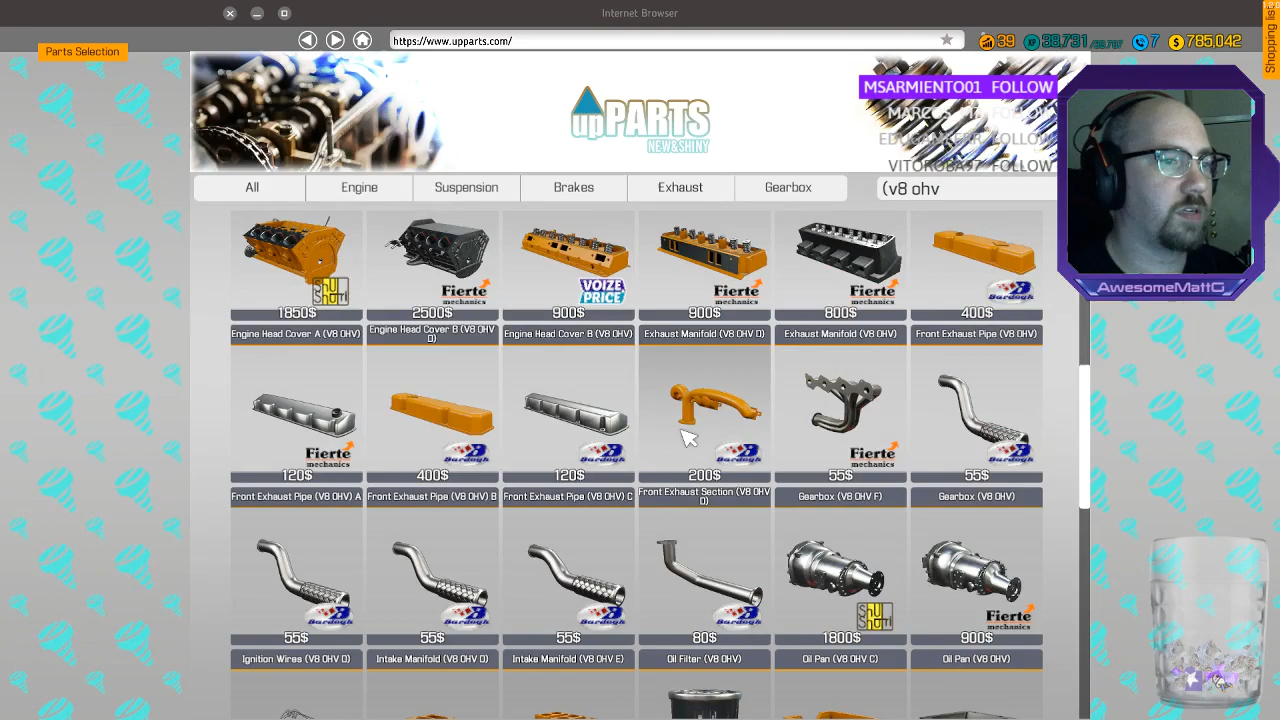 Internet Browser
1.2.0
Shopping list
https://www.upparts.com/
39
7
785,042
Parts Selection
upPARTS
NEW&SHINY
MSARMIENTO01 FOLLOW
FOLLOW
VITOROBA97 FOLLOW
All
Engine
Suspension
Brakes
Exhaust
Gearbox
(v8 ohv
Fierte mechanics
VOIZE PRICE
Fierte mechanics
Fierte mechanics
Bardogh
1850$
2500$
900$
900$
800$
400$
Engine Head Cover A (V8 OHV)
Engine Head Cover B (V8 OHV D)
Engine Head Cover B (V8 OHV)
Exhaust Manifold (V8 OHV D)
Exhaust Manifold (V8 OHV)
Front Exhaust Pipe (V8 OHV)
Fierte mechanics
Bardogh
Bardogh
Bardogh
Fierte mechanics
Bardogh
120$
400$
120$
200$
55$
55$
Front Exhaust Pipe (V8 OHV) A
Front Exhaust Pipe (V8 OHV) B
Front Exhaust Pipe (V8 OHV) C
Front Exhaust Section (V8 OHV D)
Gearbox (V8 OHV F)
Gearbox (V8 OHV)
Bardogh
Bardogh
Bardogh
Bardogh
Fierte mechanics
55$
55$
55$
80$
1800$
900$
Ignition Wires (V8 OHV D)
Intake Manifold (V8 OHV D)
Intake Manifold (V8 OHV E)
Oil Filter (V8 OHV)
Oil Pan (V8 OHV C)
Oil Pan (V8 OHV)
AwesomeMattG